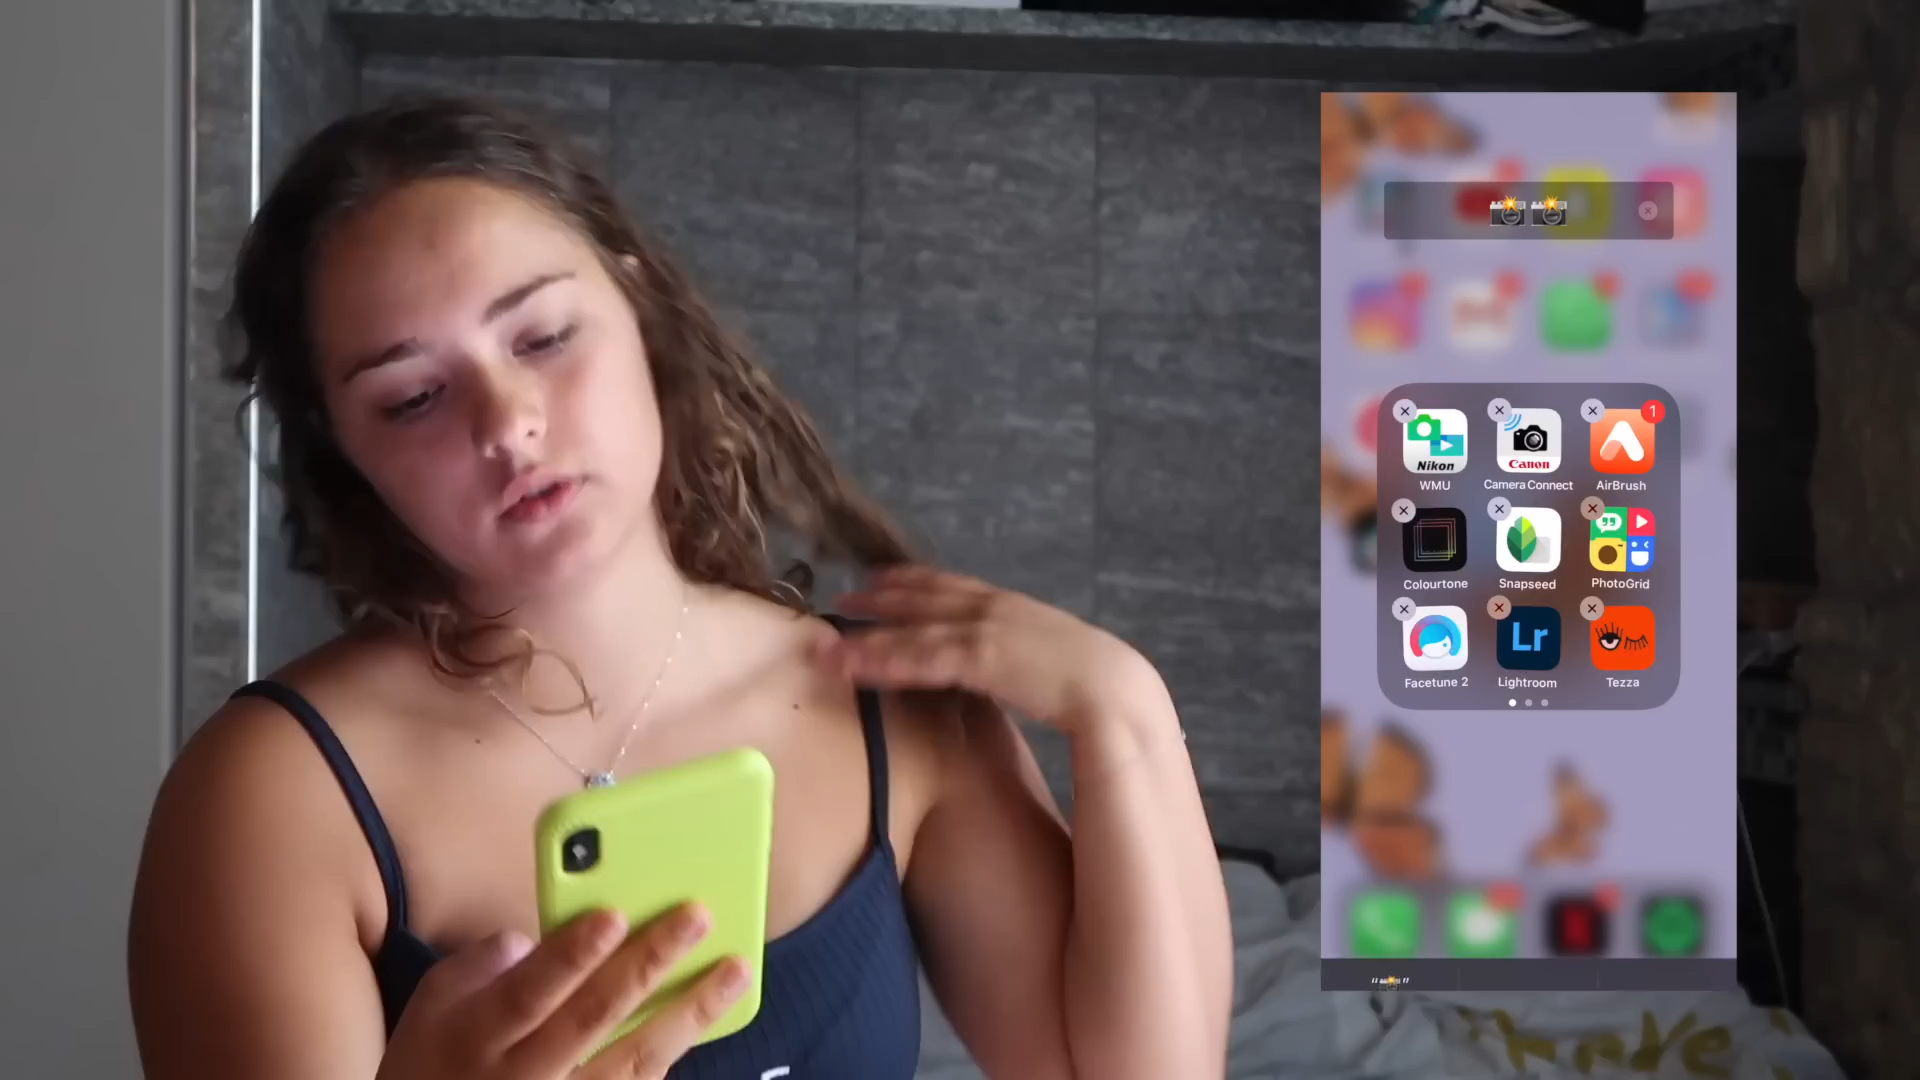 Nikon
Canon
1
WMU
Camera Connect
AirBrush
Colourtone
Snapseed
PhotoGrid
Lr
Facetune 2
Lightroom
Tezza
"📸"